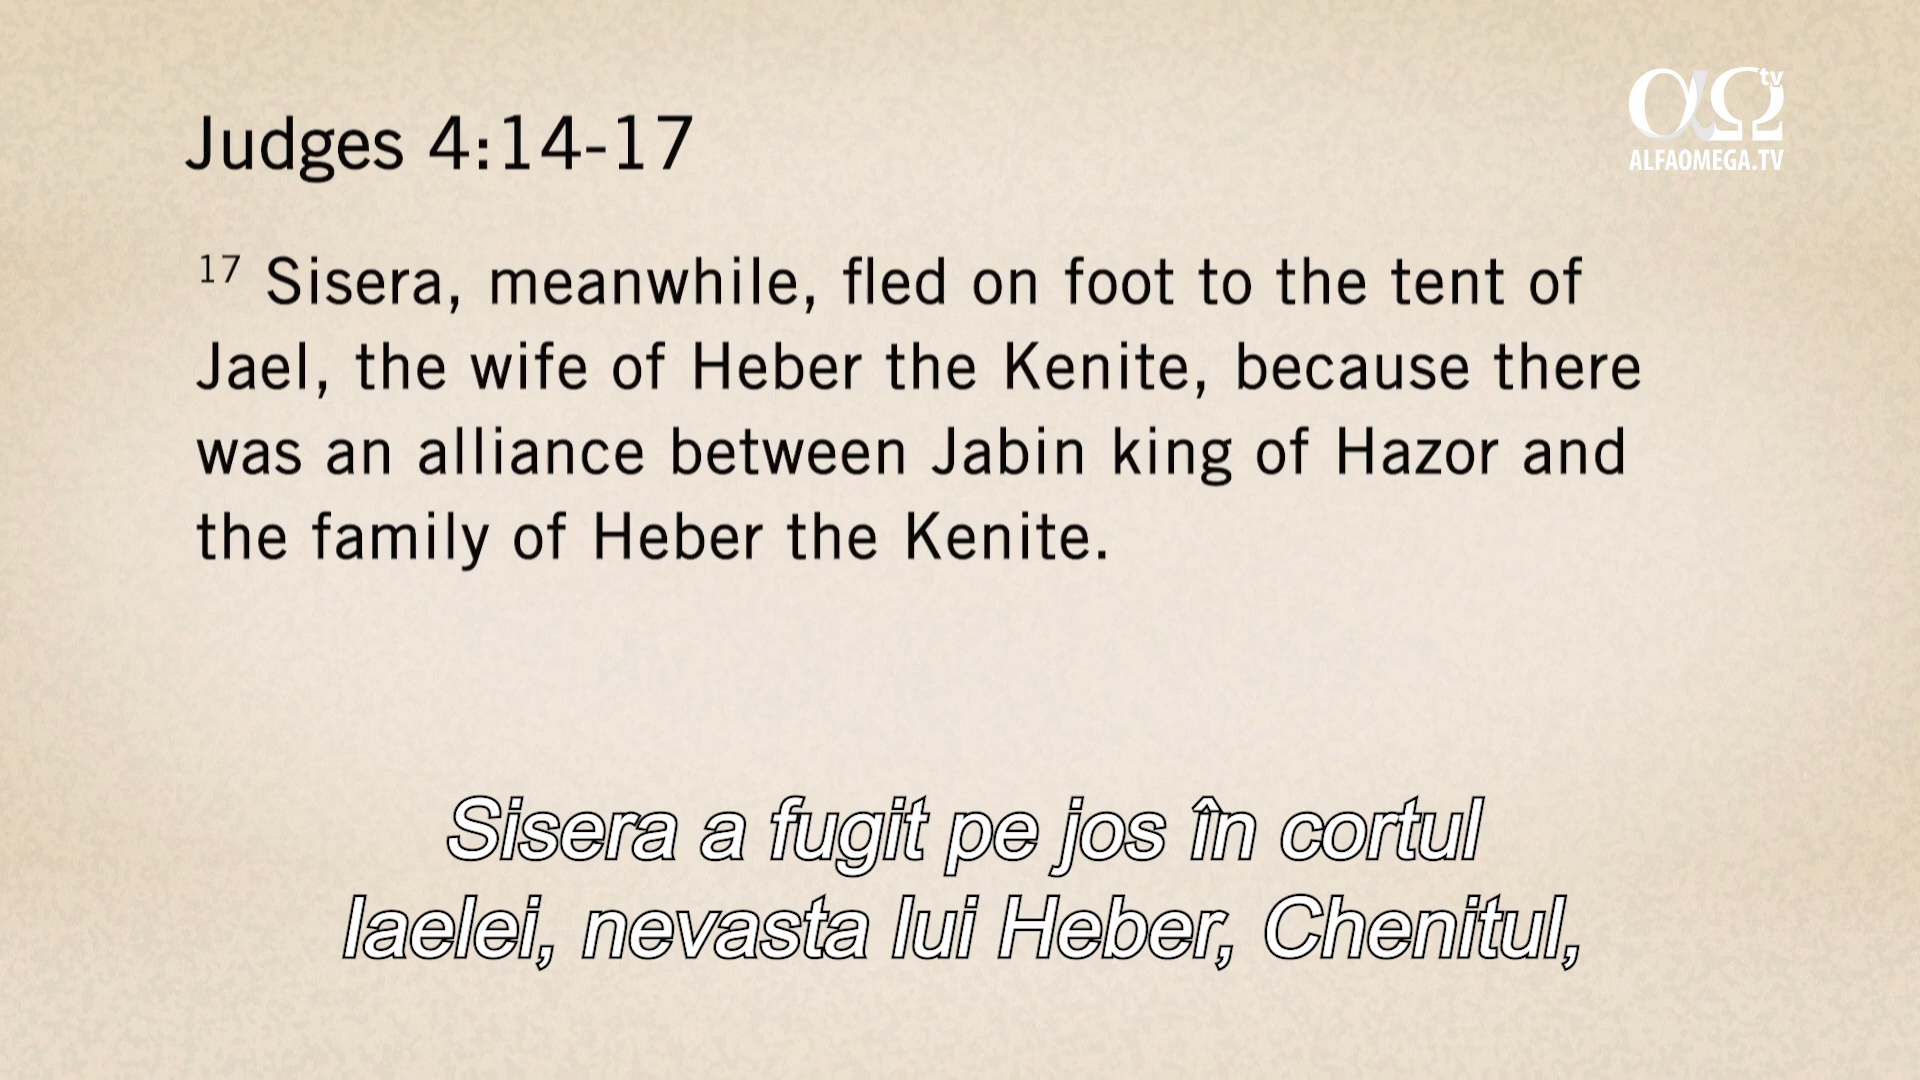 Judges 4:14-17
αΩ tv
ALFAOMEGA.TV
17 Sisera, meanwhile, fled on foot to the tent of
Jael, the wife of Heber the Kenite, because there
was an alliance between Jabin king of Hazor and
the family of Heber the Kenite.
Sisera a fugit pe jos în cortul
Iaelei, nevasta lui Heber, Chenitul,